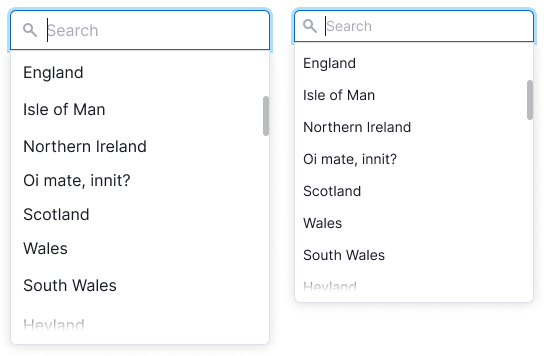 Search
England
Isle of Man
Northern Ireland
Oi mate, innit?
Scotland
Wales
South Wales
Heyland
Search
England
Isle of Man
Northern Ireland
Oi mate, innit?
Scotland
Wales
South Wales
Heyland